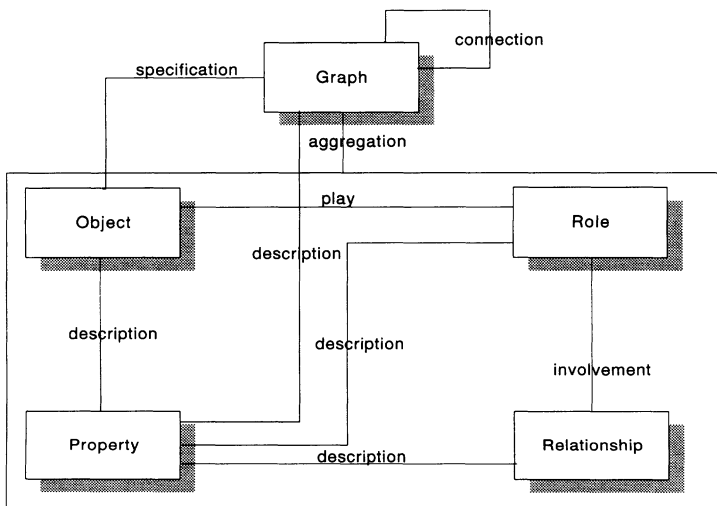 connection
specification
Graph
aggregation
play
Object
Role
description
description
description
involvement
Property
Relationship
description